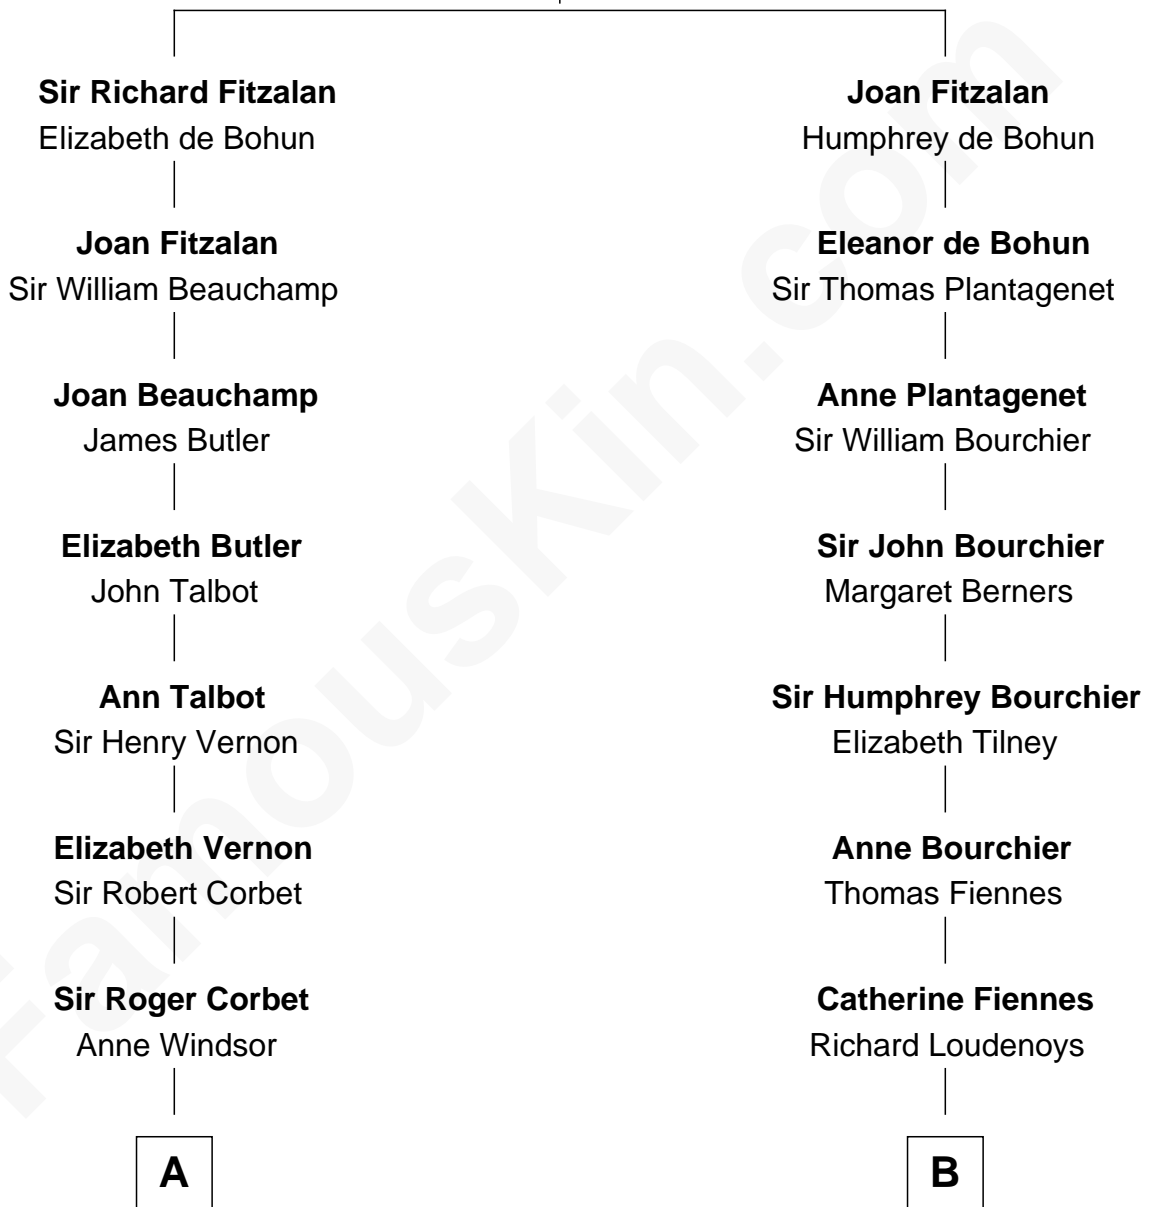 Sir Richard Fitzalan
Elizabeth de Bohun
Joan Fitzalan
Sir William Beauchamp
Joan Beauchamp
James Butler
Elizabeth Butler
John Talbot
Ann Talbot
Sir Henry Vernon
Elizabeth Vernon
Sir Robert Corbet
Sir Roger Corbet
Anne Windsor
A
Joan Fitzalan
Humphrey de Bohun
Eleanor de Bohun
Sir Thomas Plantagenet
Anne Plantagenet
Sir William Bourchier
Sir John Bourchier
Margaret Berners
Sir Humphrey Bourchier
Elizabeth Tilney
Anne Bourchier
Thomas Fiennes
Catherine Fiennes
Richard Loudenoys
B
FamousKin.com